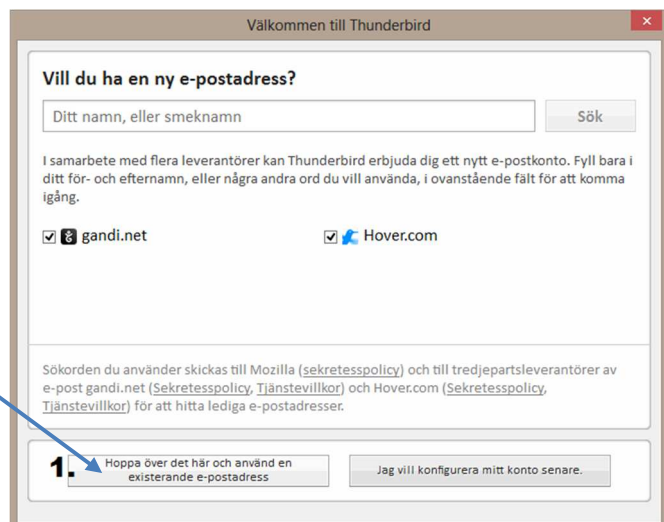 Välkommen till Thunderbird
Vill du ha en ny e-postadress?
Ditt namn, eller smeknamn
Sök
I samarbete med flera leverantörer kan Thunderbird erbjuda dig ett nytt e-postkonto. Fyll bara i
ditt för- och efternamn, eller några andra ord du vill använda, i ovanstående fält för att komma
igång.
gandi.net
Hover.com
Sökorden du använder skickas till Mozilla (sekretesspolicy) och till tredjepartsleverantörer av
e-post gandi.net (Sekretesspolicy, Tjänstevillkor) och Hover.com (Sekretesspolicy,
Tjänstevillkor) för att hitta lediga e-postadresser.
1.
Hoppa över det här och använd en
existerande e-postadress
Jag vill konfigurera mitt konto senare.